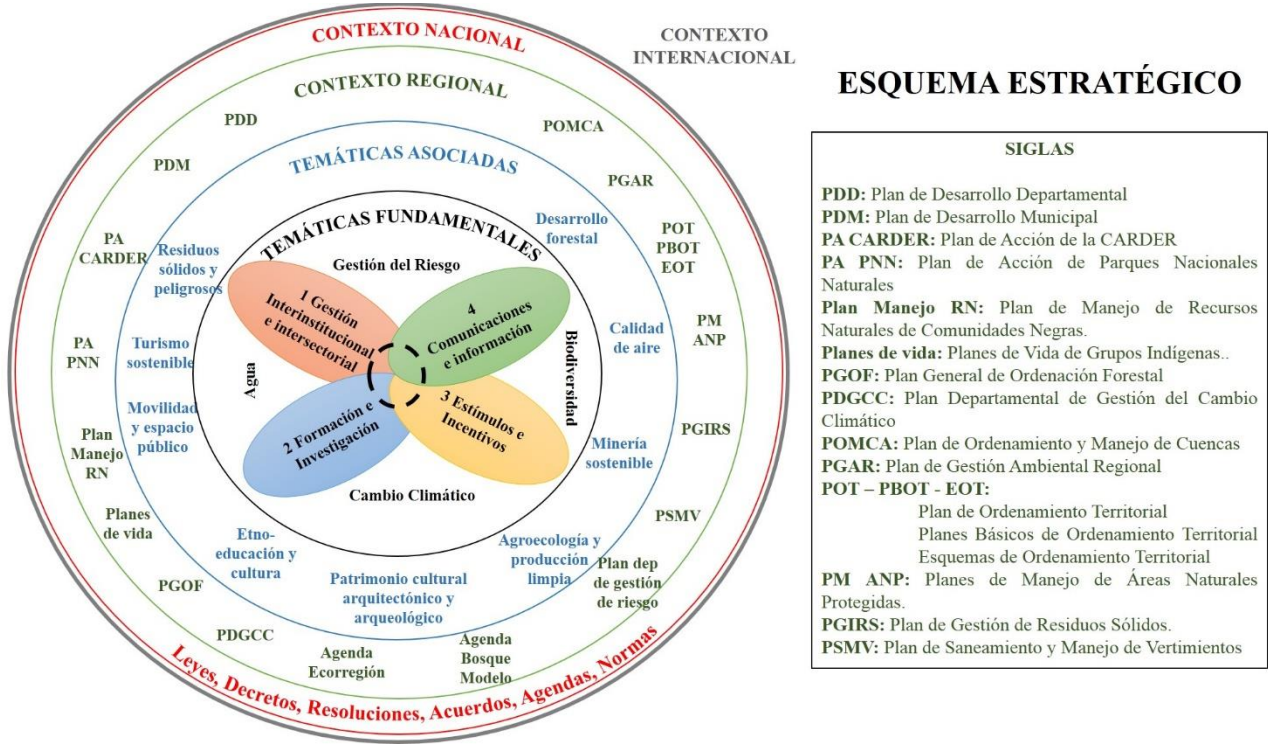 CONTEXTO NACIONAL
CONTEXTO
INTERNACIONAL
CONTEXTO REGIONAL
PDD
POMCA
PDM
TEMÁTICAS ASOCIADAS
PGAR
TEMÁTICAS FUNDAMENTALES
Desarrollo
forestal
POT
PBOT
EOT
PA
CARDER
Residuos
sólidos y
peligrosos
Gestión del Riesgo
1 Gestión
Interinstitucional
e intersectorial
4
Comunicaciones
e información
Calidad
de aire
PM
ANP
PA
PNN
Turismo
sostenible
Agua
Biodiversidad
Movilidad
y espacio
público
2 Formación e
Investigación
3 Estímulos e
Incentivos
Minería
sostenible
PGIRS
Plan
Manejo
RN
Cambio Climático
Planes
de vida
PSMV
Etno-
educación y
cultura
Agroecología y
producción
limpia
Plan dep
de gestión
de riesgo
PGOF
Patrimonio cultural
arquitectónico y
arqueológico
PDGCC
Agenda
Ecorregión
Agenda
Bosque
Modelo
Leyes, Decretos, Resoluciones, Acuerdos, Agendas, Normas
ESQUEMA ESTRATÉGICO
SIGLAS
PDD: Plan de Desarrollo Departamental
PDM: Plan de Desarrollo Municipal
PA CARDER: Plan de Acción de la CARDER
PA PNN: Plan de Acción de Parques Nacionales
Naturales
Plan Manejo RN: Plan de Manejo de Recursos
Naturales de Comunidades Negras.
Planes de vida: Planes de Vida de Grupos Indígenas..
PGOF: Plan General de Ordenación Forestal
PDGCC: Plan Departamental de Gestión del Cambio
Climático
POMCA: Plan de Ordenamiento y Manejo de Cuencas
PGAR: Plan de Gestión Ambiental Regional
POT – PBOT - EOT:
Plan de Ordenamiento Territorial
Planes Básicos de Ordenamiento Territorial
Esquemas de Ordenamiento Territorial
PM ANP: Planes de Manejo de Áreas Naturales
Protegidas.
PGIRS: Plan de Gestión de Residuos Sólidos.
PSMV: Plan de Saneamiento y Manejo de Vertimientos